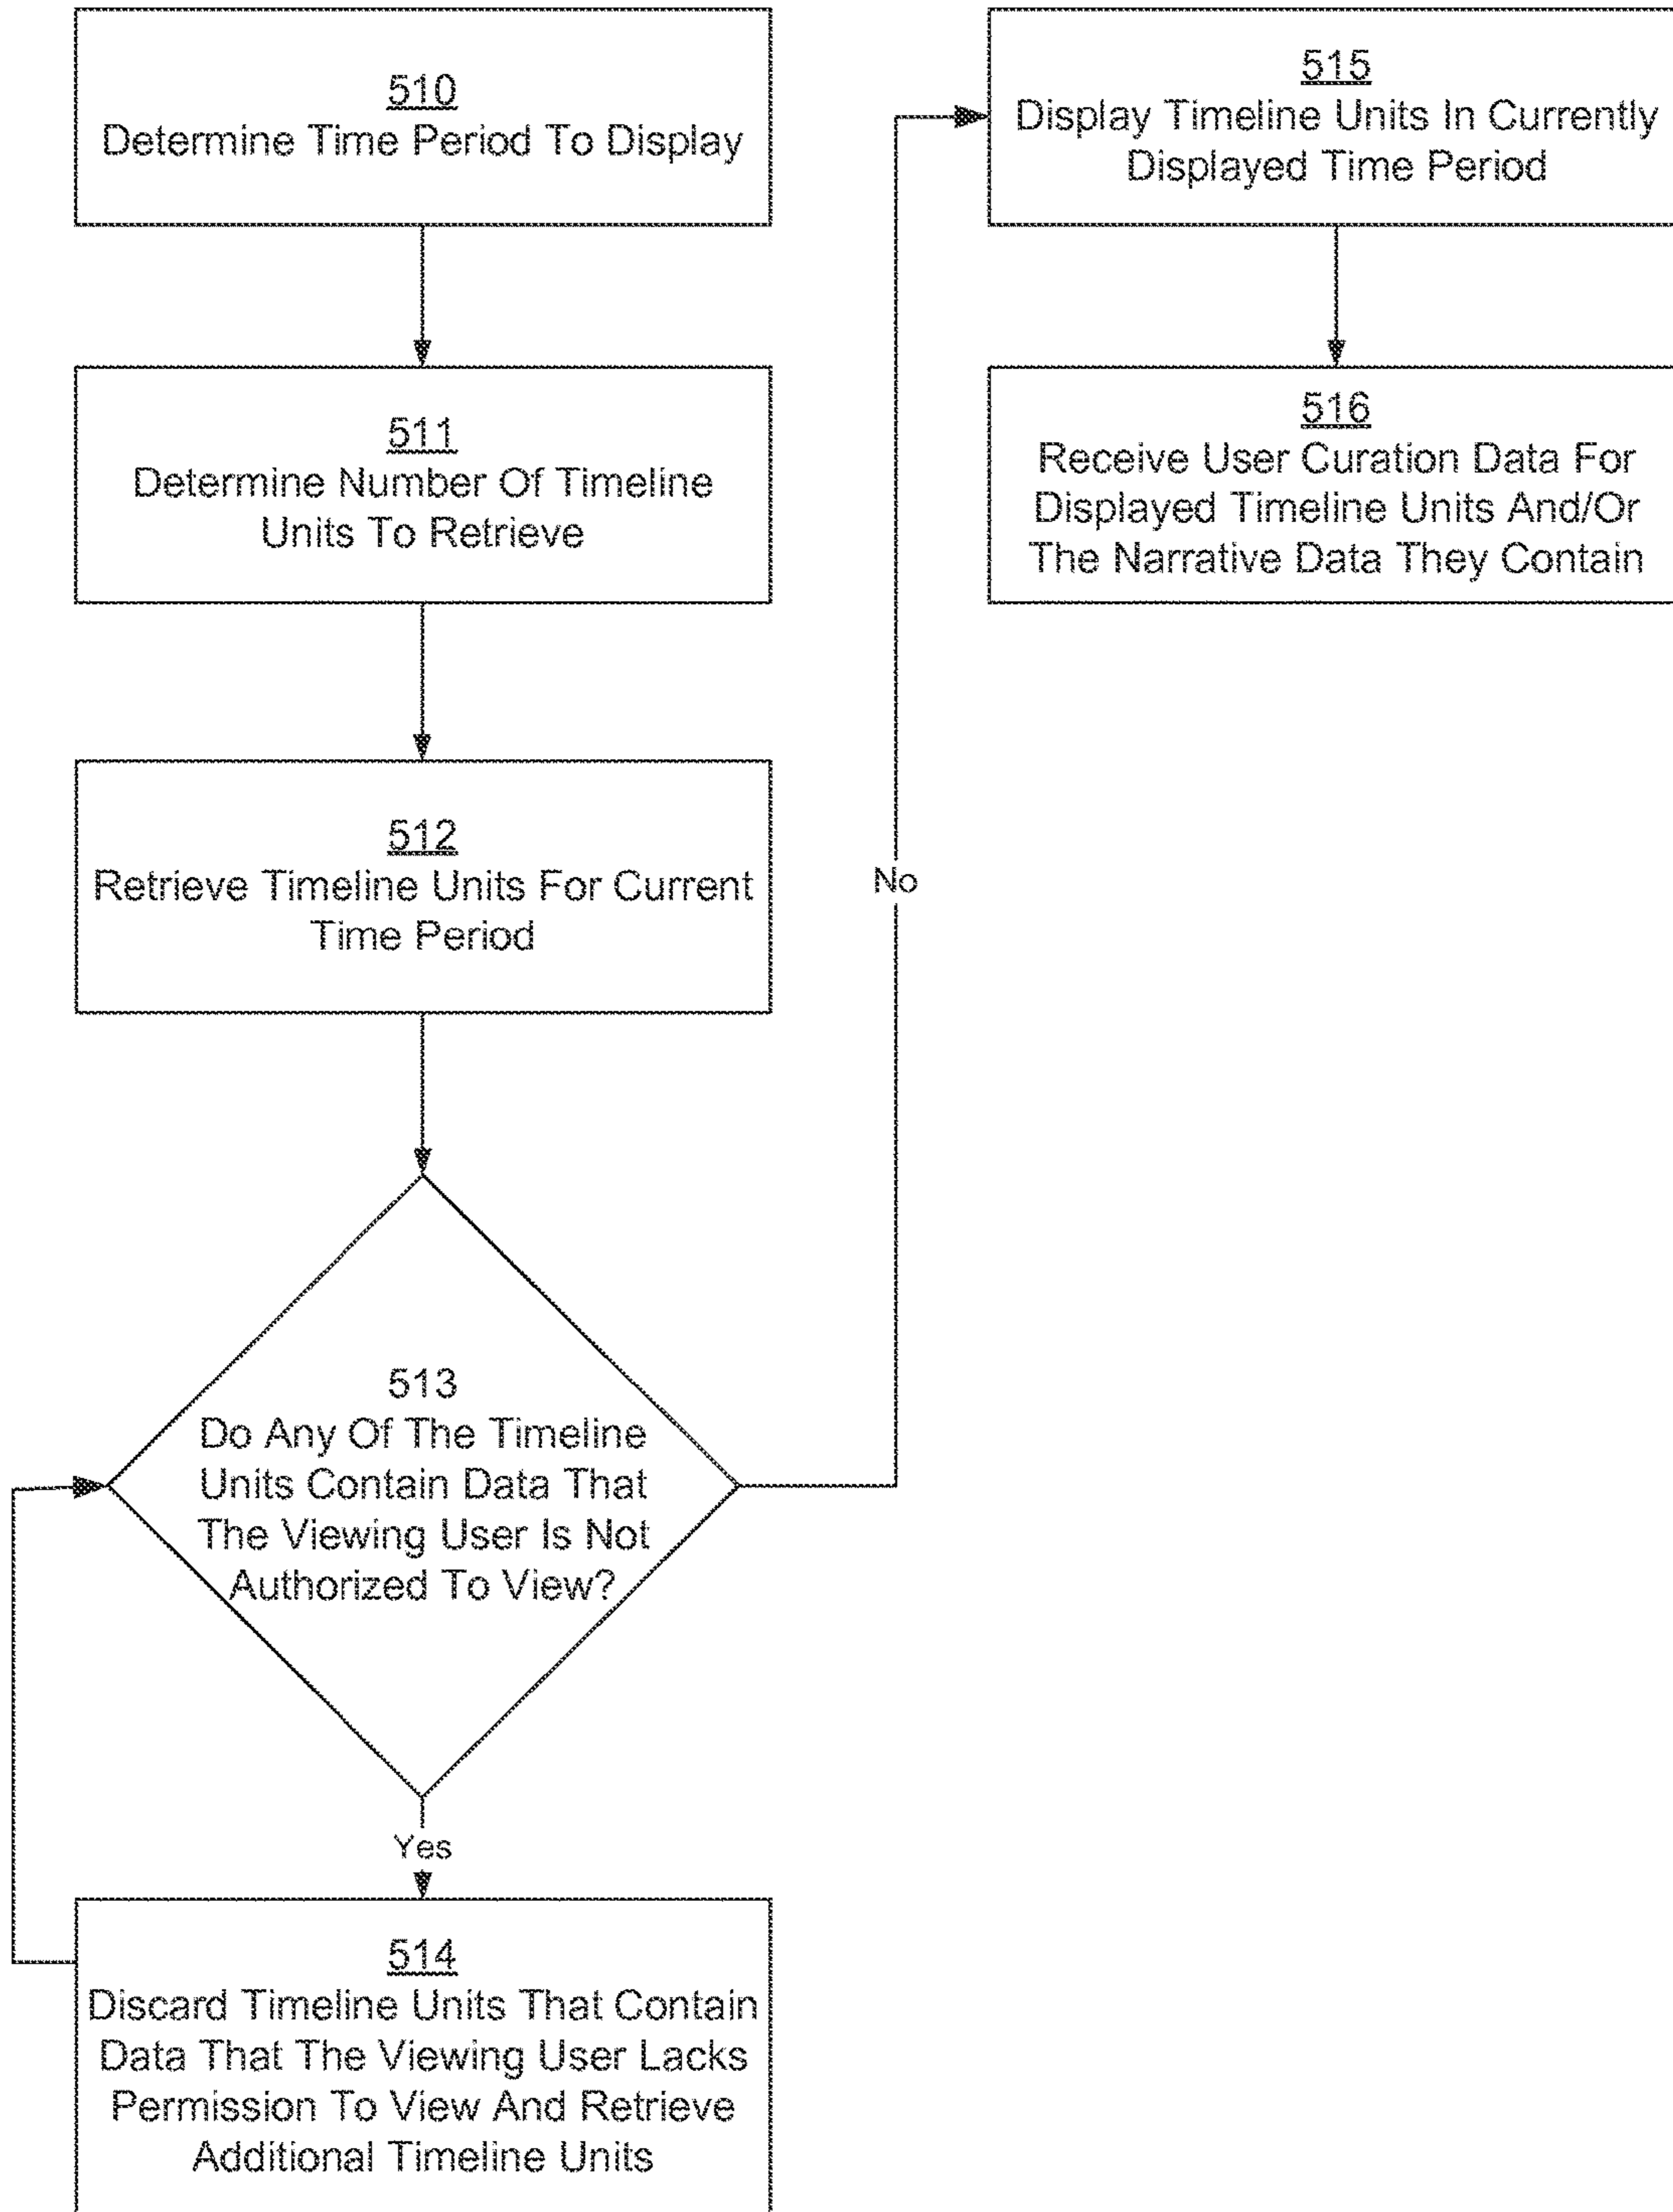 510
Determine Time Period To Display
511
Determine Number Of Timeline
Units To Retrieve
512
Retrieve Timeline Units For Current
Time Period
513
Do Any Of The Timeline
Units Contain Data That
The Viewing User Is Not
Authorized To View?
Yes
514
Discard Timeline Units That Contain
Data That The Viewing User Lacks
Permission To View And Retrieve
Additional Timeline Units
No
515
Display Timeline Units In Currently
Displayed Time Period
516
Receive User Curation Data For
Displayed Timeline Units And/Or
The Narrative Data They Contain